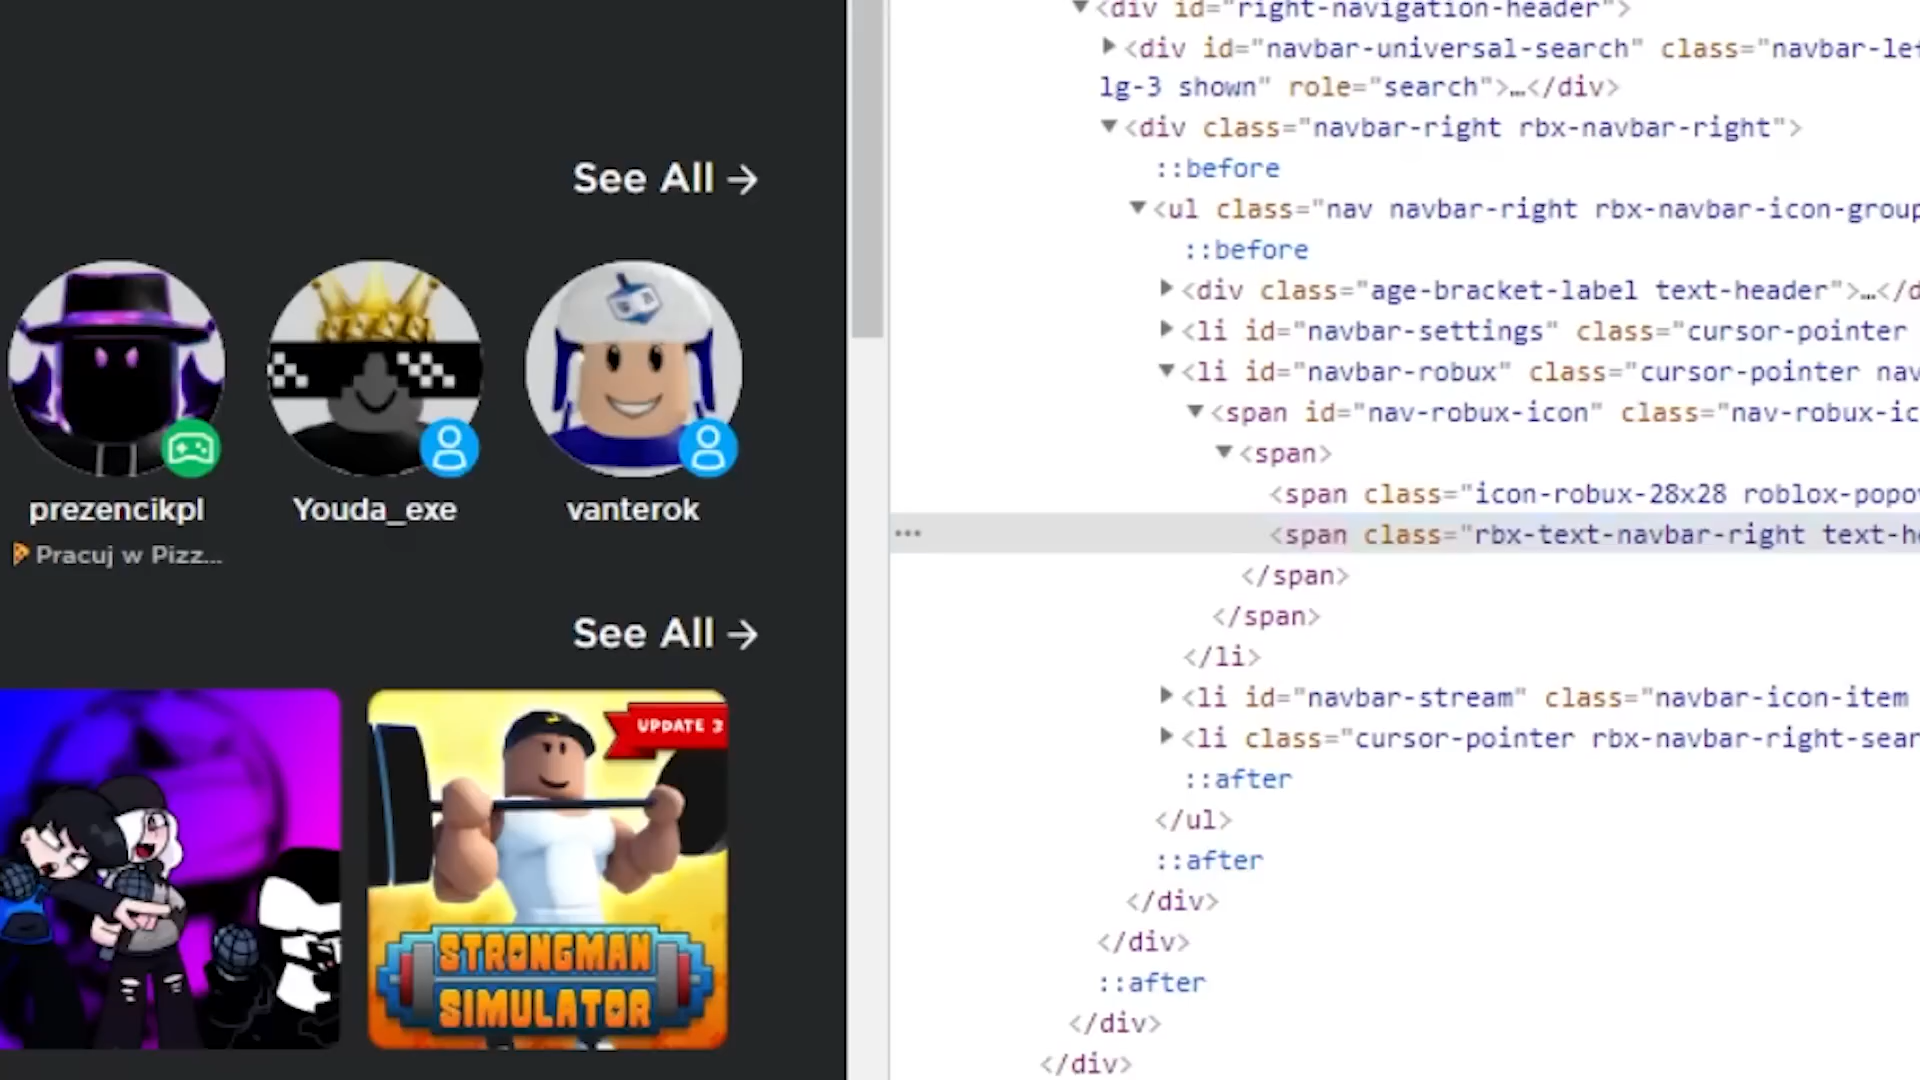 See All →
prezencikpl
Youda_exe
vanterok
Pracuj w Pizz...
See All →
UPDATE 3
STRONGMAN
SIMULATOR
<div id="right-navigation-header">
<div id="navbar-universal-search" class="navbar-lef
lg-3 shown" role="search">…</div>
<div class="navbar-right rbx-navbar-right">
::before
<ul class="nav navbar-right rbx-navbar-icon-group
::before
<div class="age-bracket-label text-header">…</d
<li id="navbar-settings" class="cursor-pointer
<li id="navbar-robux" class="cursor-pointer nav
<span id="nav-robux-icon" class="nav-robux-ic
<span>
<span class="icon-robux-28x28 roblox-popov
... <span class="rbx-text-navbar-right text-he
</span>
</span>
</li>
<li id="navbar-stream" class="navbar-icon-item
<li class="cursor-pointer rbx-navbar-right-sear
::after
</ul>
::after
</div>
</div>
::after
</div>
</div>